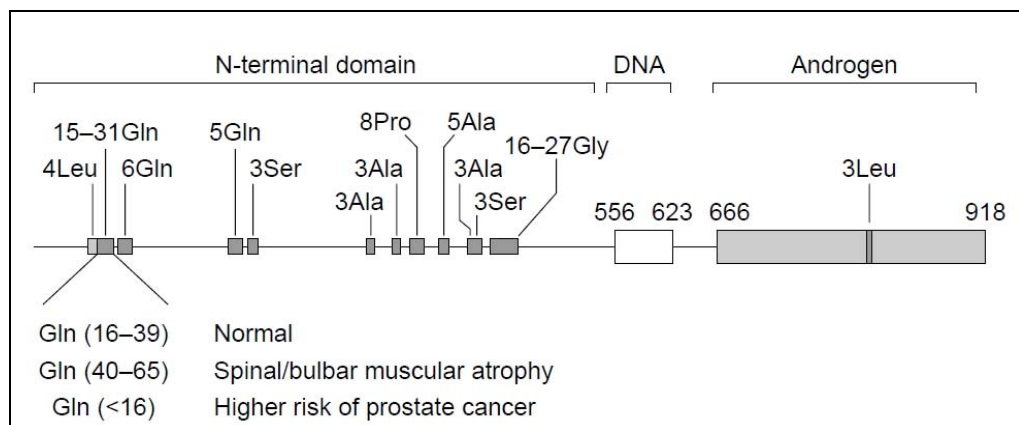 N-terminal domain DNA Androgen
8Pro 5Ala
15–31Gln 5Gln 16–27Gly
4Leu 6Gln 3Ser 3Ala 3Ala 3Leu
3Ala 3Ser 556 623 666 918
Gln (16–39) Normal
Gln (40–65) Spinal/bulbar muscular atrophy
Gln (<16) Higher risk of prostate cancer